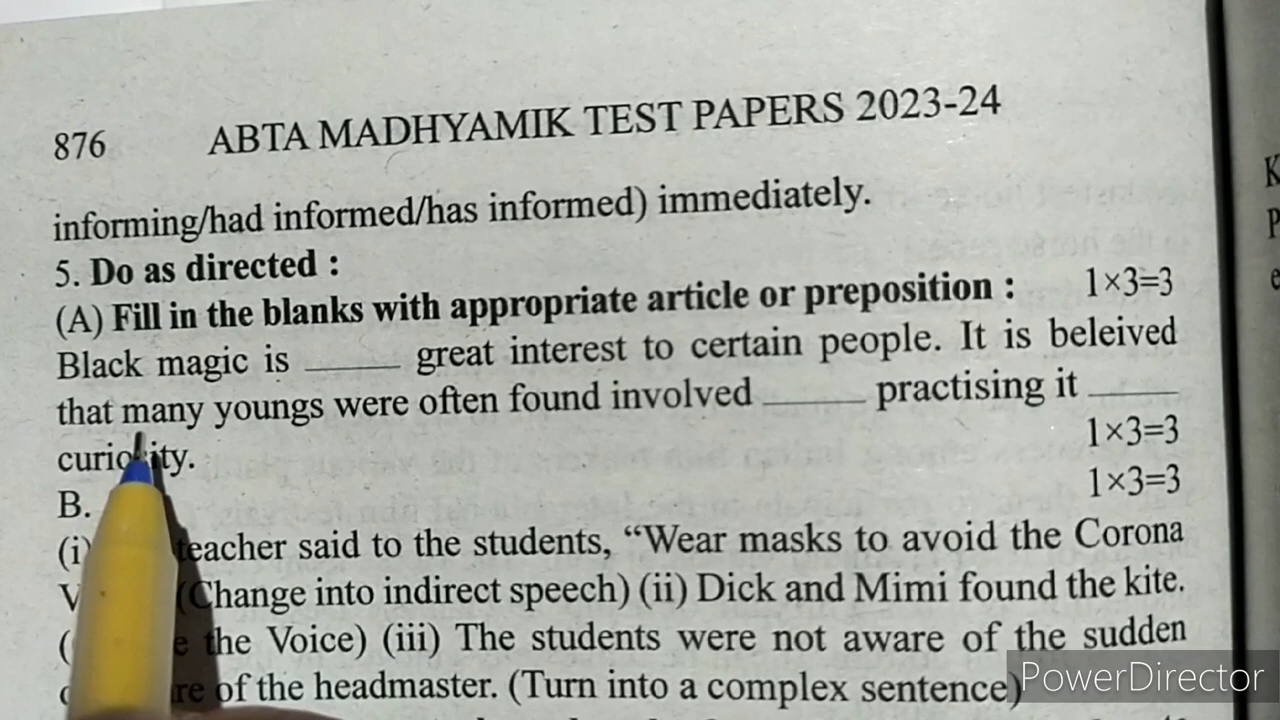 876 ABTA MADHYAMIK TEST PAPERS 2023-24
informing/had informed/has informed) immediately.
5. Do as directed :
(A) Fill in the blanks with appropriate article or preposition : 1×3=3
Black magic is _____ great interest to certain people. It is beleived
that many youngs were often found involved _____ practising it _____
curiosity. 1×3=3
B. 1×3=3
(i) teacher said to the students, “Wear masks to avoid the Corona
(Change into indirect speech) (ii) Dick and Mimi found the kite.
the Voice) (iii) The students were not aware of the sudden
of the headmaster. (Turn into a complex sentence)
PowerDirector